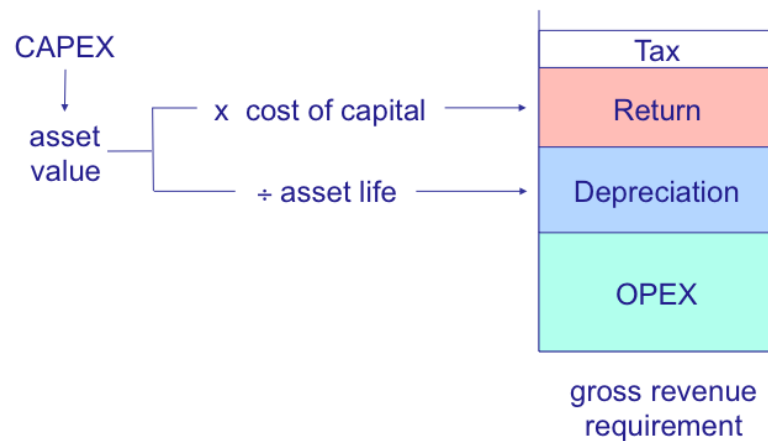 CAPEX
asset
value
x cost of capital
÷ asset life
Tax
Return
Depreciation
OPEX
gross revenue
requirement